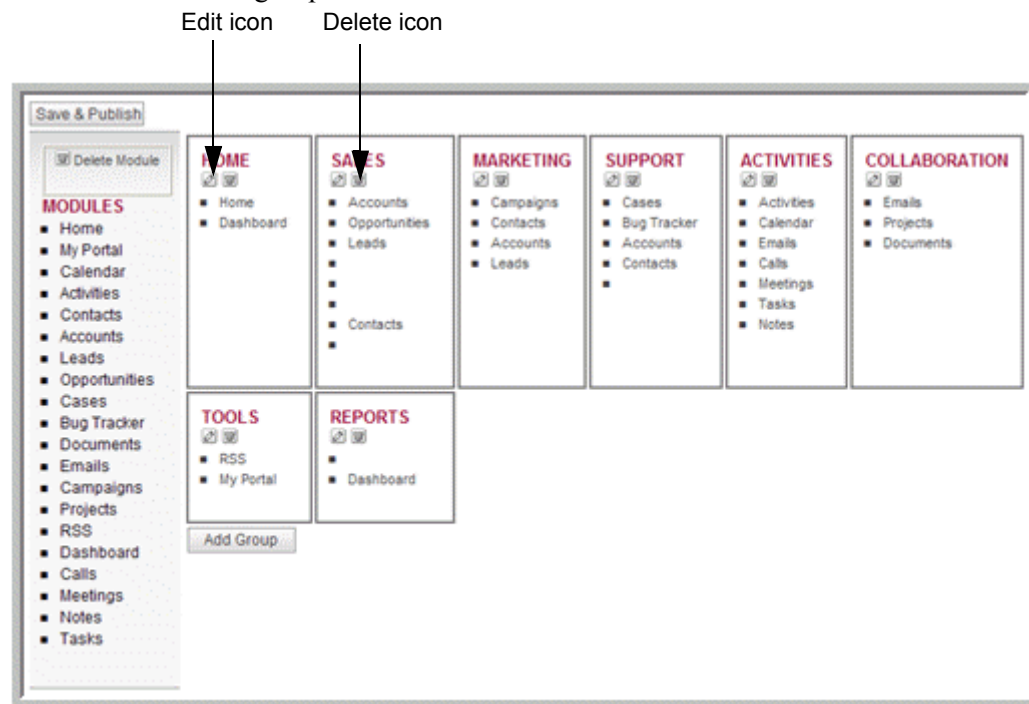 Edit icon Delete icon
Save & Publish
Delete Module
MODULES
Home
My Portal
Calendar
Activities
Contacts
Accounts
Leads
Opportunities
Cases
Bug Tracker
Documents
Emails
Campaigns
Projects
RSS
Dashboard
Calls
Meetings
Notes
Tasks
HOME
Home
Dashboard
SALES
Accounts
Opportunities
Leads
Contacts
MARKETING
Campaigns
Contacts
Accounts
Leads
SUPPORT
Cases
Bug Tracker
Accounts
Contacts
ACTIVITIES
Activities
Calendar
Emails
Calls
Meetings
Tasks
Notes
COLLABORATION
Emails
Projects
Documents
TOOLS
RSS
My Portal
REPORTS
Dashboard
Add Group